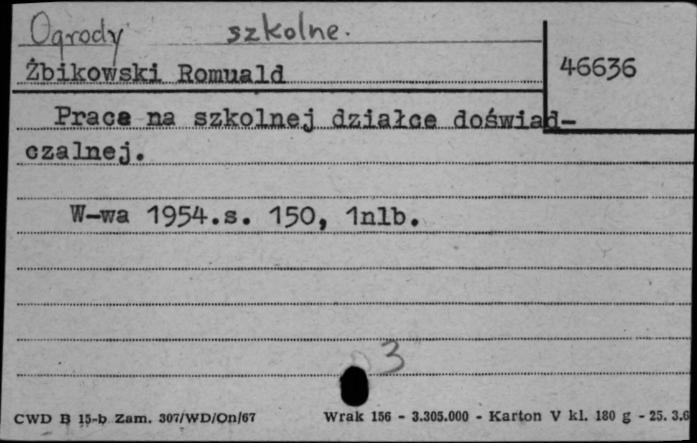 Ogrody szkolne.
46636
Żbikowski Romuald
Praca na szkolnej działce doświad-
czalnej.
W-wa 1954.s. 150, 1nlb.
3
CWD B 15-b Zam. 307/WD/On/67 Wrak 156 - 3.305.000 - Karton V kl. 180 g - 25. 3.6